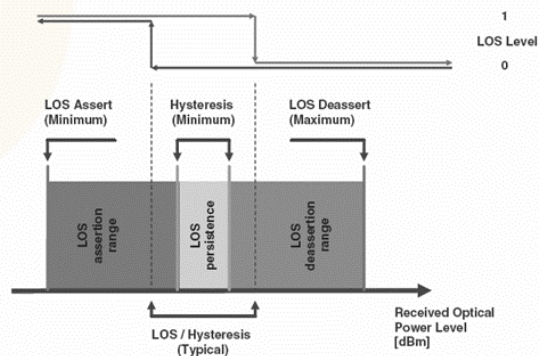 1
LOS Level
0
LOS Assert
(Minimum)
Hysteresis
(Minimum)
LOS Deassert
(Maximum)
LOS
assertion
range
LOS
persistence
LOS
deassertion
range
Received Optical
Power Level
[dBm]
LOS / Hysteresis
(Typical)